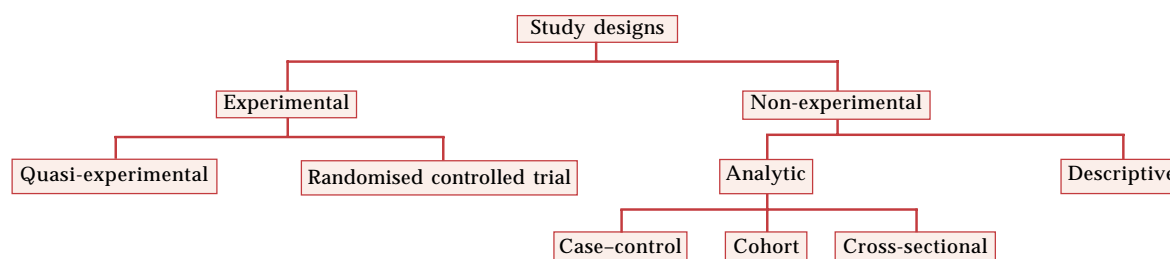 Study designs
Experimental
Non-experimental
Quasi-experimental
Randomised controlled trial
Analytic
Descriptive
Case–control
Cohort
Cross-sectional